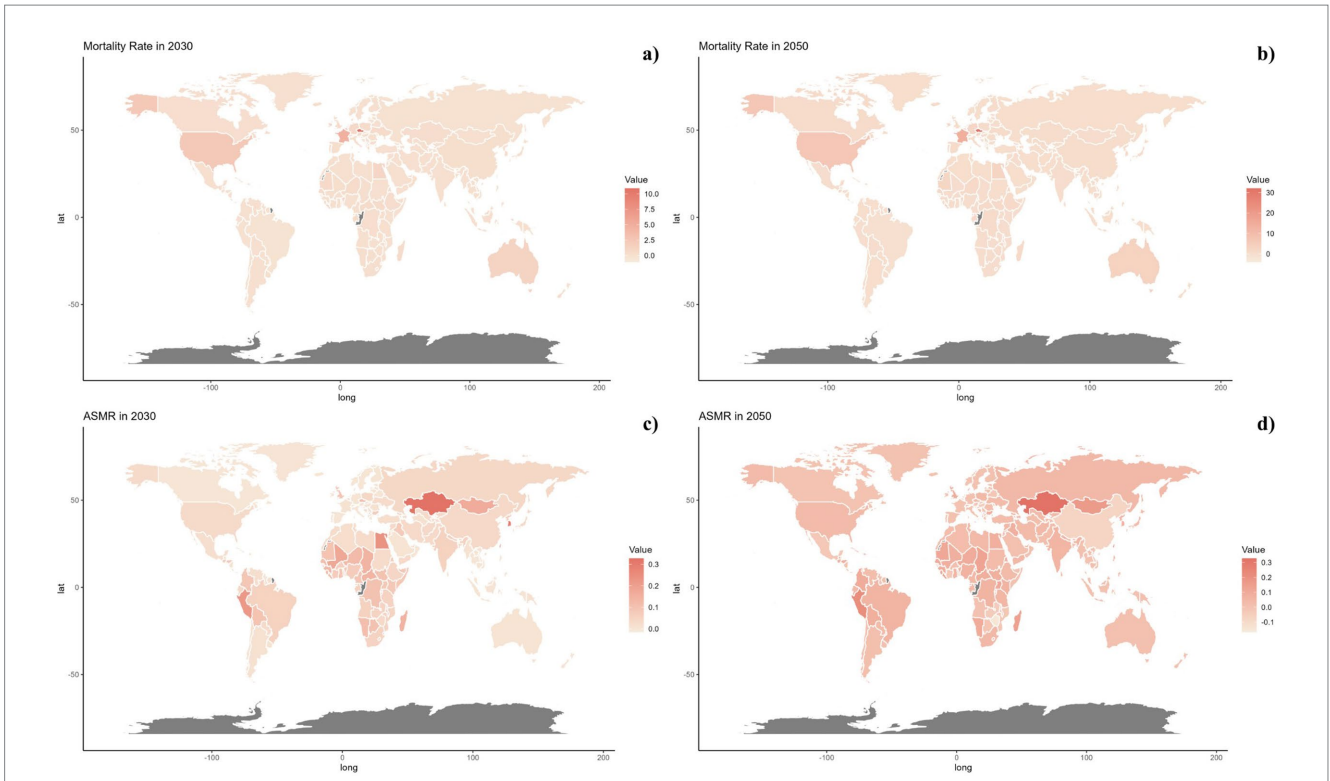 Mortality Rate in 2030
a)
50
0
-50
lat
Value
10.0
7.5
5.0
2.5
0.0
-100
0
100
200
long
Mortality Rate in 2050
b)
50
0
-50
lat
Value
30
20
10
0
-100
0
100
200
long
ASMR in 2030
c)
50
0
-50
lat
Value
0.3
0.2
0.1
0.0
-100
0
100
200
long
ASMR in 2050
d)
50
0
-50
lat
Value
0.3
0.2
0.1
0.0
-0.1
-100
0
100
200
long